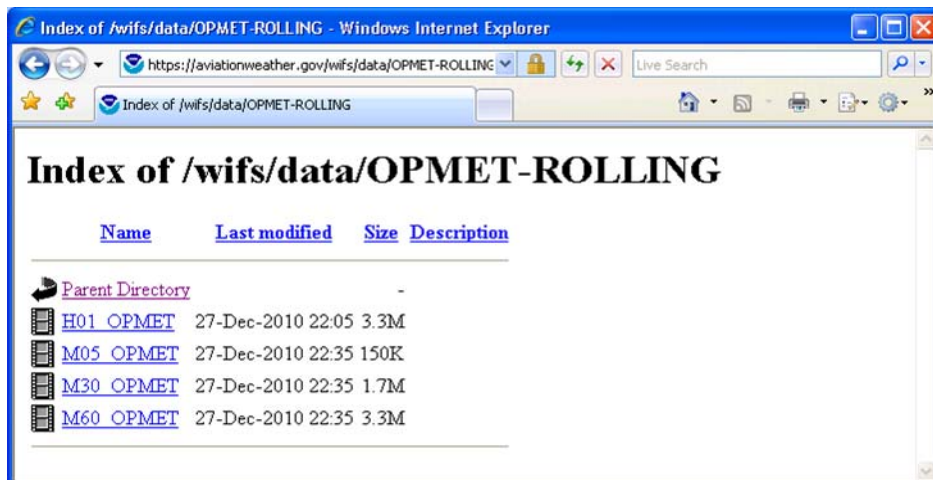 Index of /wifs/data/OPMET-ROLLING - Windows Internet Explorer
https://aviationweather.gov/wifs/data/OPMET-ROLLING Live Search
Index of /wifs/data/OPMET-ROLLING
Index of /wifs/data/OPMET-ROLLING
Name Last modified Size Description
Parent Directory -
H01_OPMET 27-Dec-2010 22:05 3.3M
M05_OPMET 27-Dec-2010 22:35 150K
M30_OPMET 27-Dec-2010 22:35 1.7M
M60_OPMET 27-Dec-2010 22:35 3.3M